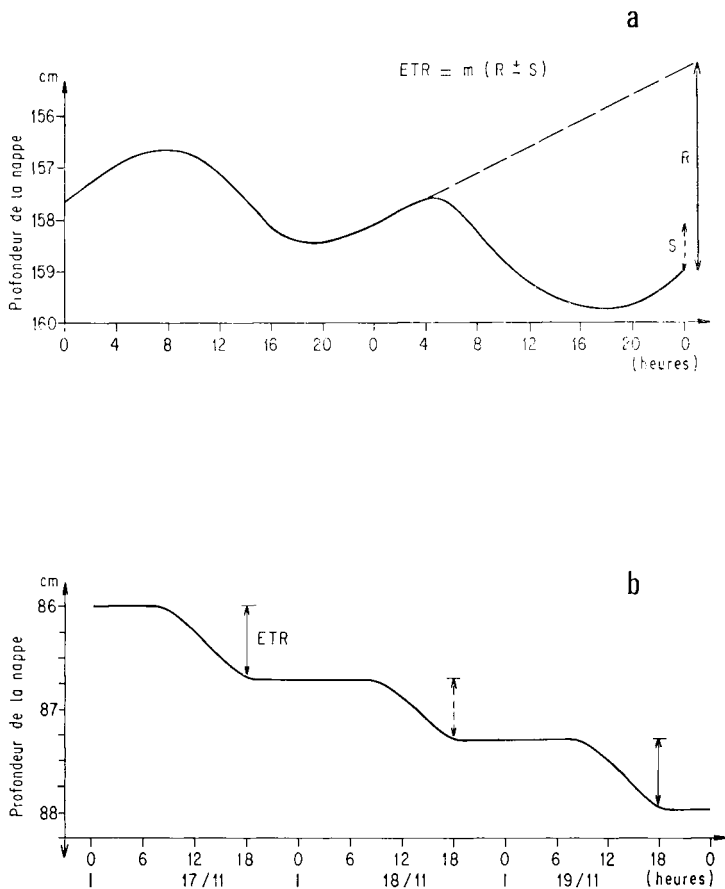 a
cm
ETR = m (R ± S)
Profondeur de la nappe
156
157
158
159
160
R
S
0 4 8 12 16 20 0 4 8 12 16 20 0
(heures)
b
cm
Profondeur de la nappe
86
87
88
ETR
0 6 12 18 0 6 12 18 0 6 12 18 0
17/11 18/11 19/11 (heures)